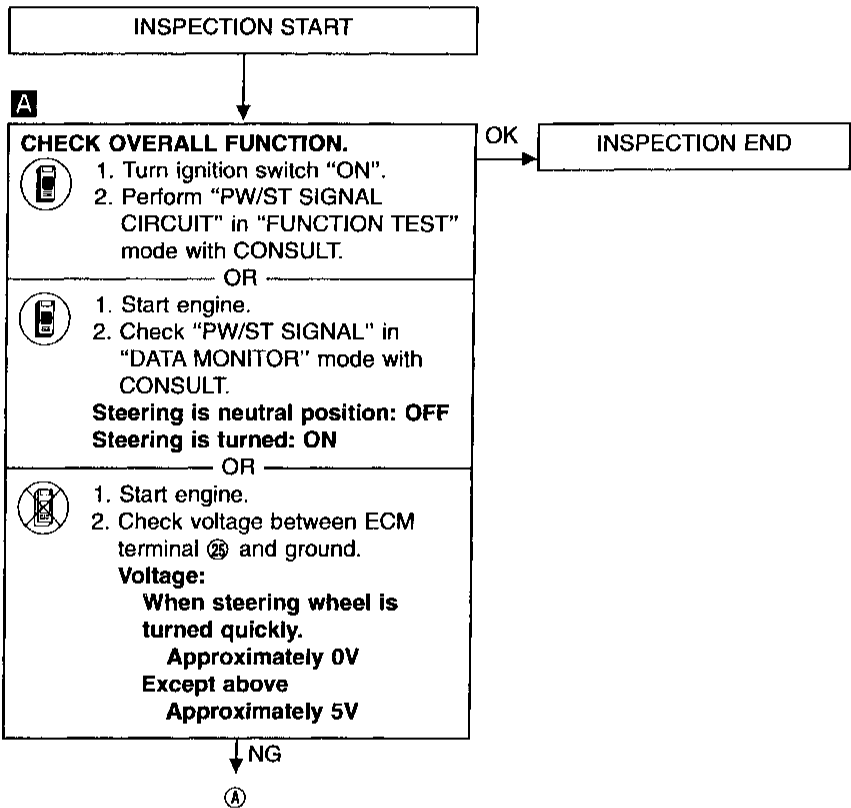 INSPECTION START
A
CHECK OVERALL FUNCTION.
1. Turn ignition switch “ON”.
2. Perform “PW/ST SIGNAL
CIRCUIT” in “FUNCTION TEST”
mode with CONSULT.
OR
1. Start engine.
2. Check “PW/ST SIGNAL” in
“DATA MONITOR” mode with
CONSULT.
Steering is neutral position: OFF
Steering is turned: ON
OR
1. Start engine.
2. Check voltage between ECM
terminal ㉕ and ground.
Voltage:
When steering wheel is
turned quickly.
Approximately 0V
Except above
Approximately 5V
OK
INSPECTION END
NG
Ⓐ